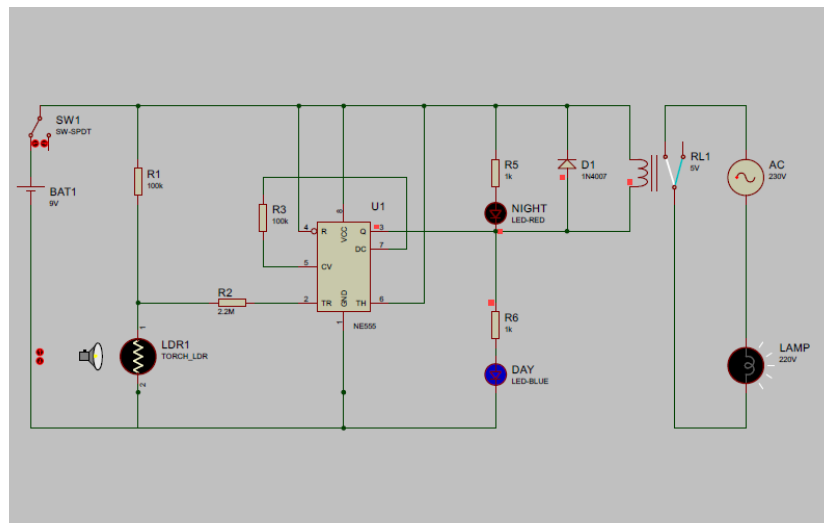 SW1
SW-SPDT
BAT1
9V
R1
100k
R3
100k
R2
2.2M
LDR1
TORCH_LDR
1
2
U1
8
VCC
4
R
Q
3
DC
7
5
CV
2
TR
GND
TH
6
1
NE555
R5
1k
NIGHT
LED-RED
D1
1N4007
R6
1k
DAY
LED-BLUE
RL1
5V
AC
230V
LAMP
220V